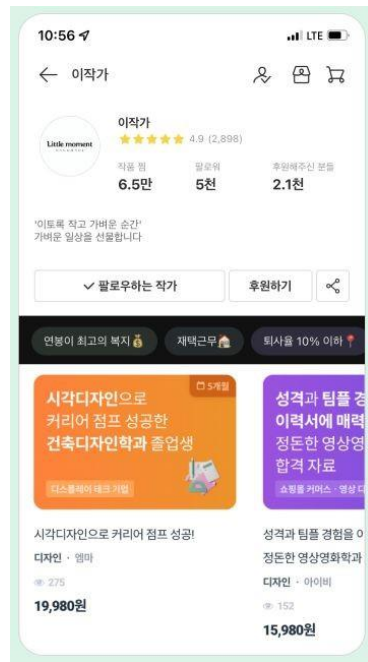 10:56
LTE
이작가
Little moment
이작가
4.9 (2,898)
작품 찜
팔로워
후원해주신 분들
6.5만
5천
2.1천
'이토록 작고 가벼운 순간'
가벼운 일상을 선물합니다
팔로우하는 작가
후원하기
연봉이 최고의 복지
재택근무
퇴사율 10% 이하
5개월
시각디자인으로
커리어 점프 성공한
건축디자인학과 졸업생
디스플레이 테크 기업
성격과 팀플 경
이력서에 매력
정돈한 영상영
합격 자료
쇼핑몰 커머스 · 영상 디
시각디자인으로 커리어 점프 성공!
디자인 · 엠마
275
19,980원
성격과 팀플 경험을 이
정돈한 영상영화학과
디자인 · 아이비
152
15,980원